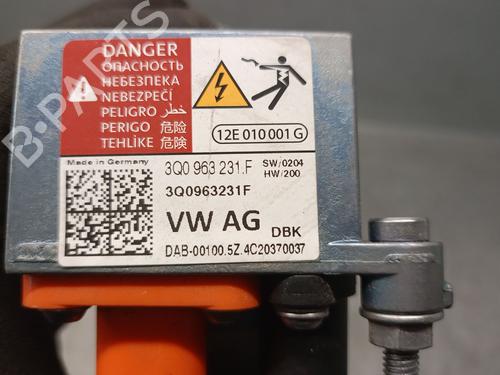 DANGER
ОПАСНОСТЬ
НЕБЕЗПЕКА
NEBEZPEČÍ
PELIGRO خطر
PERIGO 危险
TEHLİKE 危険
12E 010 001 G
Made in Germany
3Q0 963 231.F
SW/0204
HW/200
3Q0963231F
VW AG
DBK
DAB-00100.5Z.4C20370037
B-PARTS